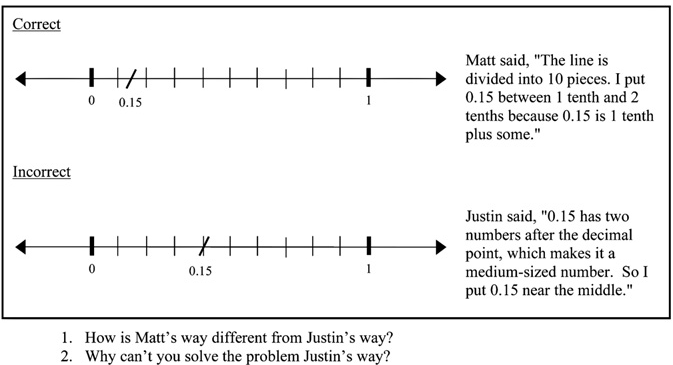 Correct
0
0.15
1
Matt said, "The line is
divided into 10 pieces. I put
0.15 between 1 tenth and 2
tenths because 0.15 is 1 tenth
plus some."
Incorrect
0
0.15
1
Justin said, "0.15 has two
numbers after the decimal
point, which makes it a
medium-sized number.  So I
put 0.15 near the middle."
1. How is Matt's way different from Justin's way?
2. Why can't you solve the problem Justin's way?